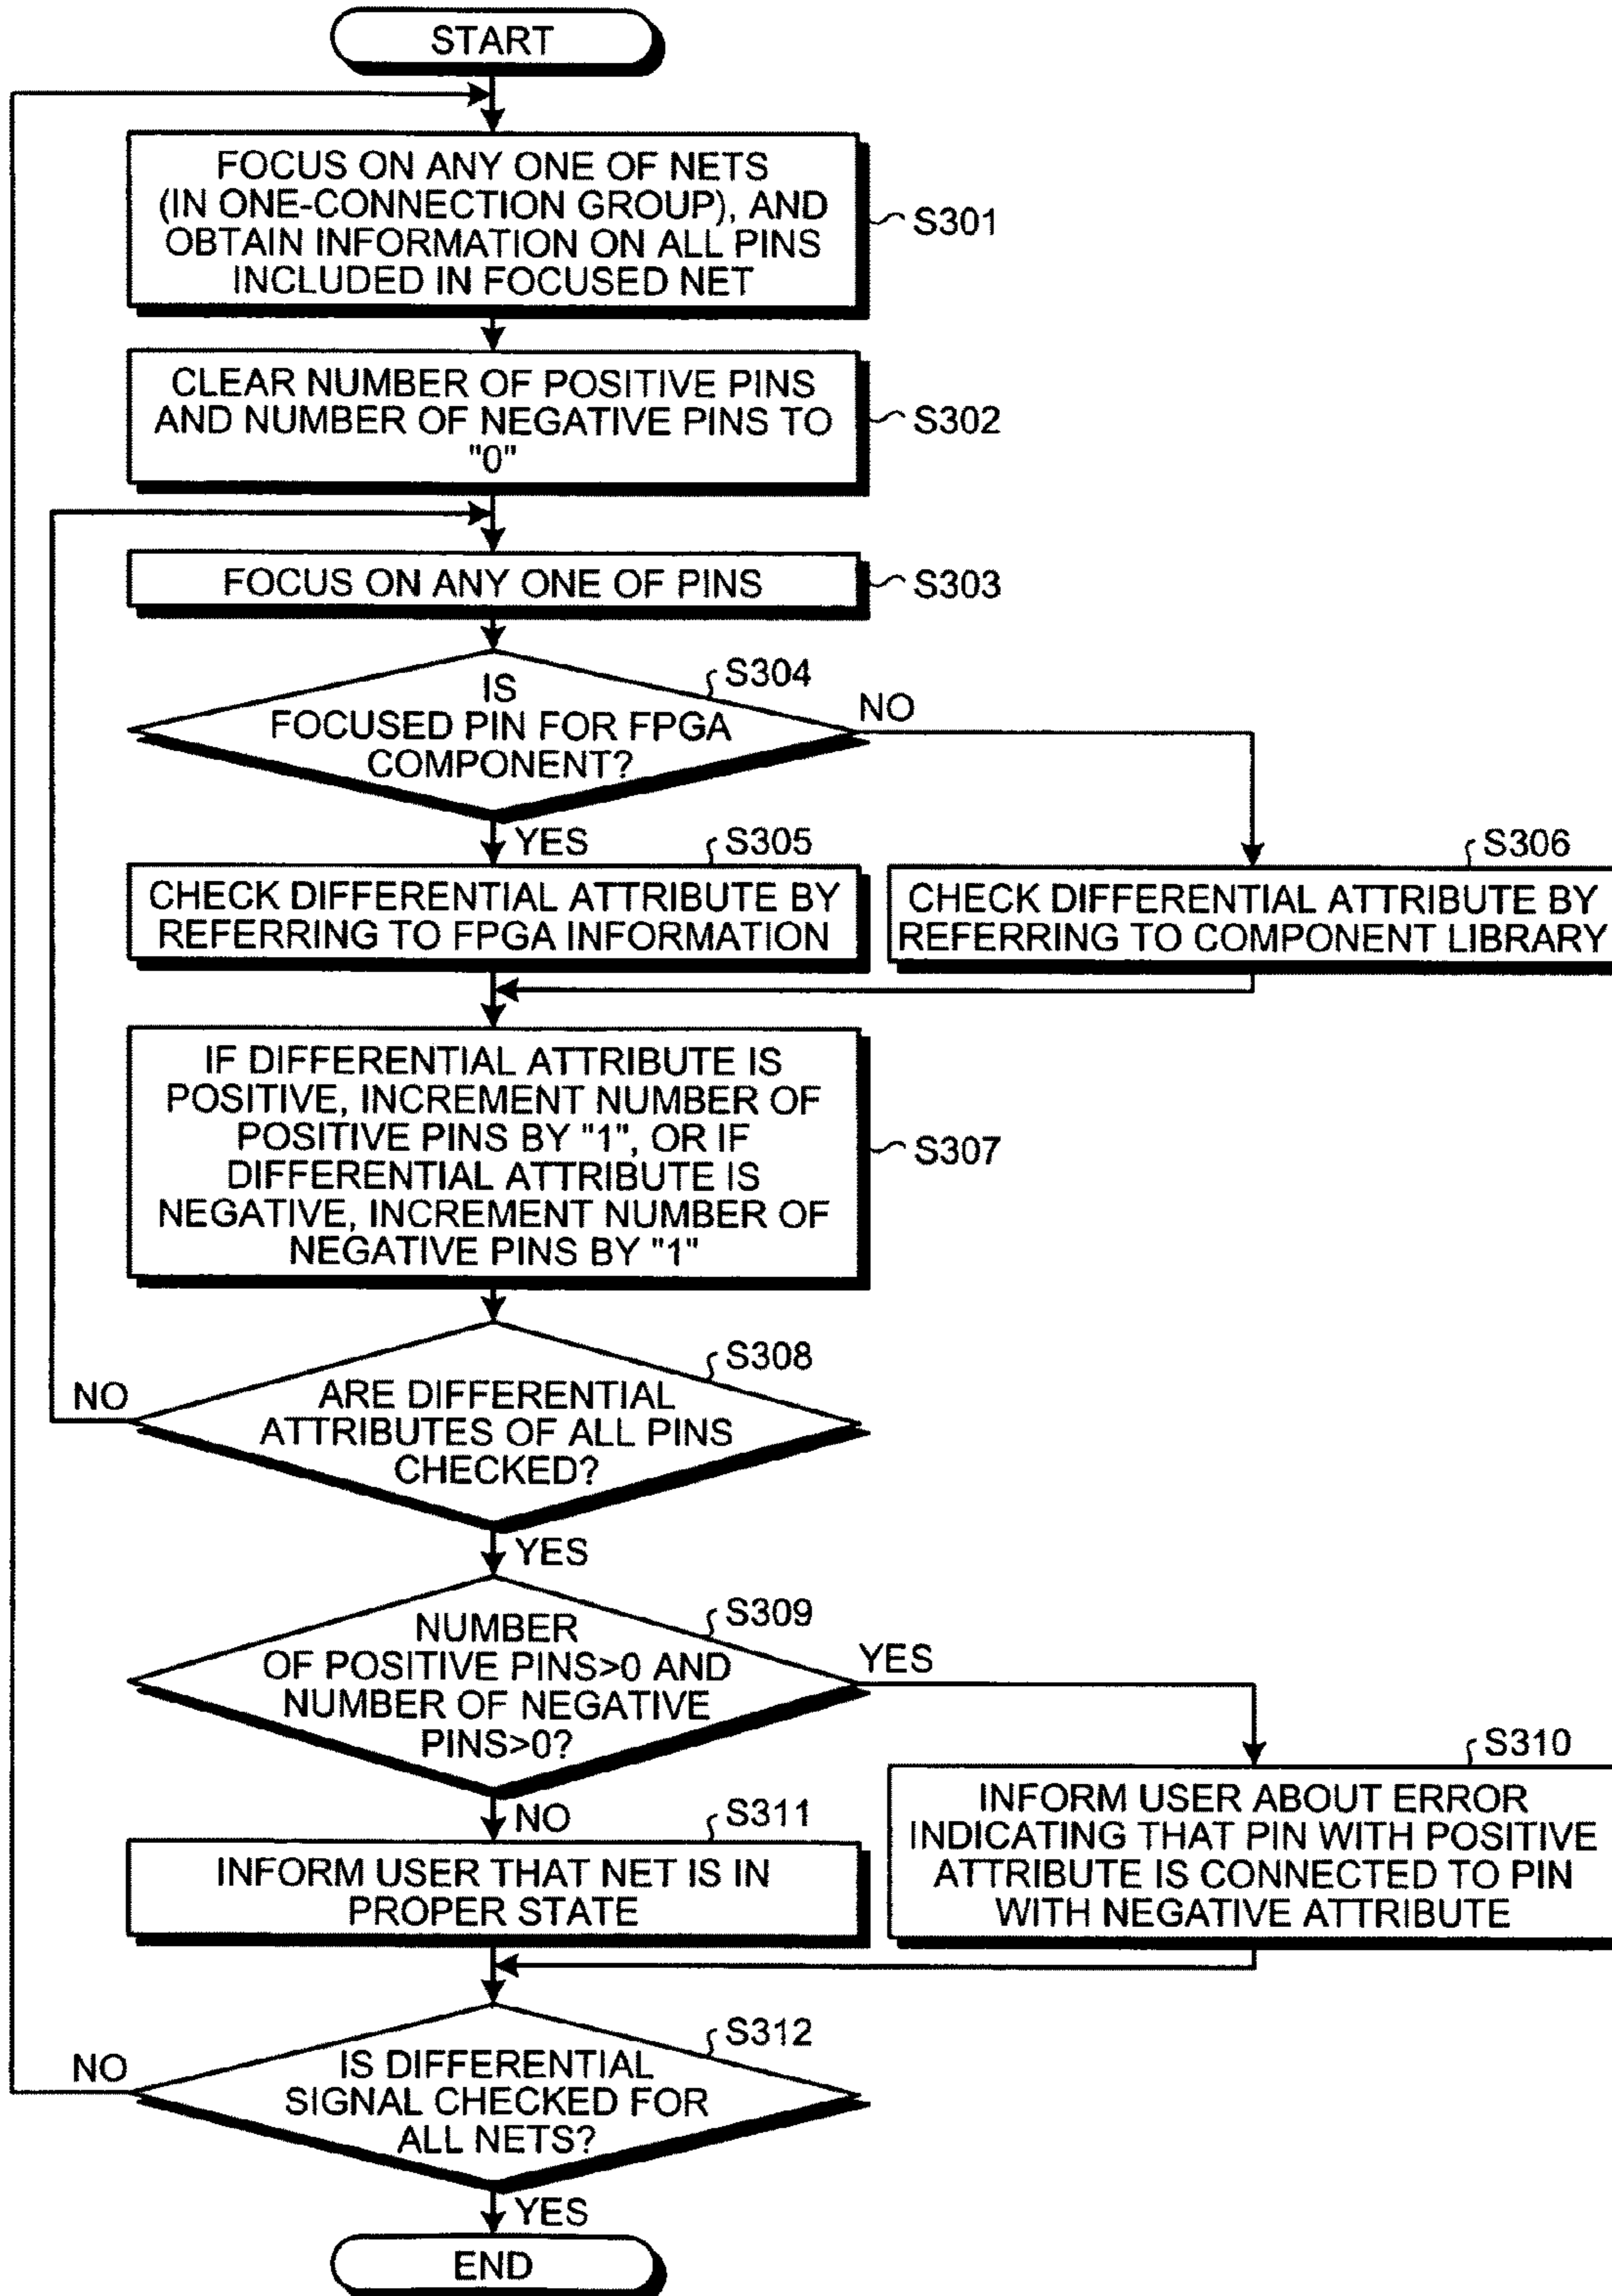 START
FOCUS ON ANY ONE OF NETS
(IN ONE-CONNECTION GROUP), AND
OBTAIN INFORMATION ON ALL PINS
INCLUDED IN FOCUSED NET
S301
CLEAR NUMBER OF POSITIVE PINS
AND NUMBER OF NEGATIVE PINS TO
"0"
S302
FOCUS ON ANY ONE OF PINS
S303
S304
IS
FOCUSED PIN FOR FPGA
COMPONENT?
NO
YES
S305
CHECK DIFFERENTIAL ATTRIBUTE BY
REFERRING TO FPGA INFORMATION
S306
CHECK DIFFERENTIAL ATTRIBUTE BY
REFERRING TO COMPONENT LIBRARY
IF DIFFERENTIAL ATTRIBUTE IS
POSITIVE, INCREMENT NUMBER OF
POSITIVE PINS BY "1", OR IF
DIFFERENTIAL ATTRIBUTE IS
NEGATIVE, INCREMENT NUMBER OF
NEGATIVE PINS BY "1"
S307
S308
NO
ARE DIFFERENTIAL
ATTRIBUTES OF ALL PINS
CHECKED?
YES
S309
NUMBER
OF POSITIVE PINS>0 AND
NUMBER OF NEGATIVE
PINS>0?
YES
NO
S310
INFORM USER ABOUT ERROR
INDICATING THAT PIN WITH POSITIVE
ATTRIBUTE IS CONNECTED TO PIN
WITH NEGATIVE ATTRIBUTE
S311
INFORM USER THAT NET IS IN
PROPER STATE
S312
NO
IS DIFFERENTIAL
SIGNAL CHECKED FOR
ALL NETS?
YES
END